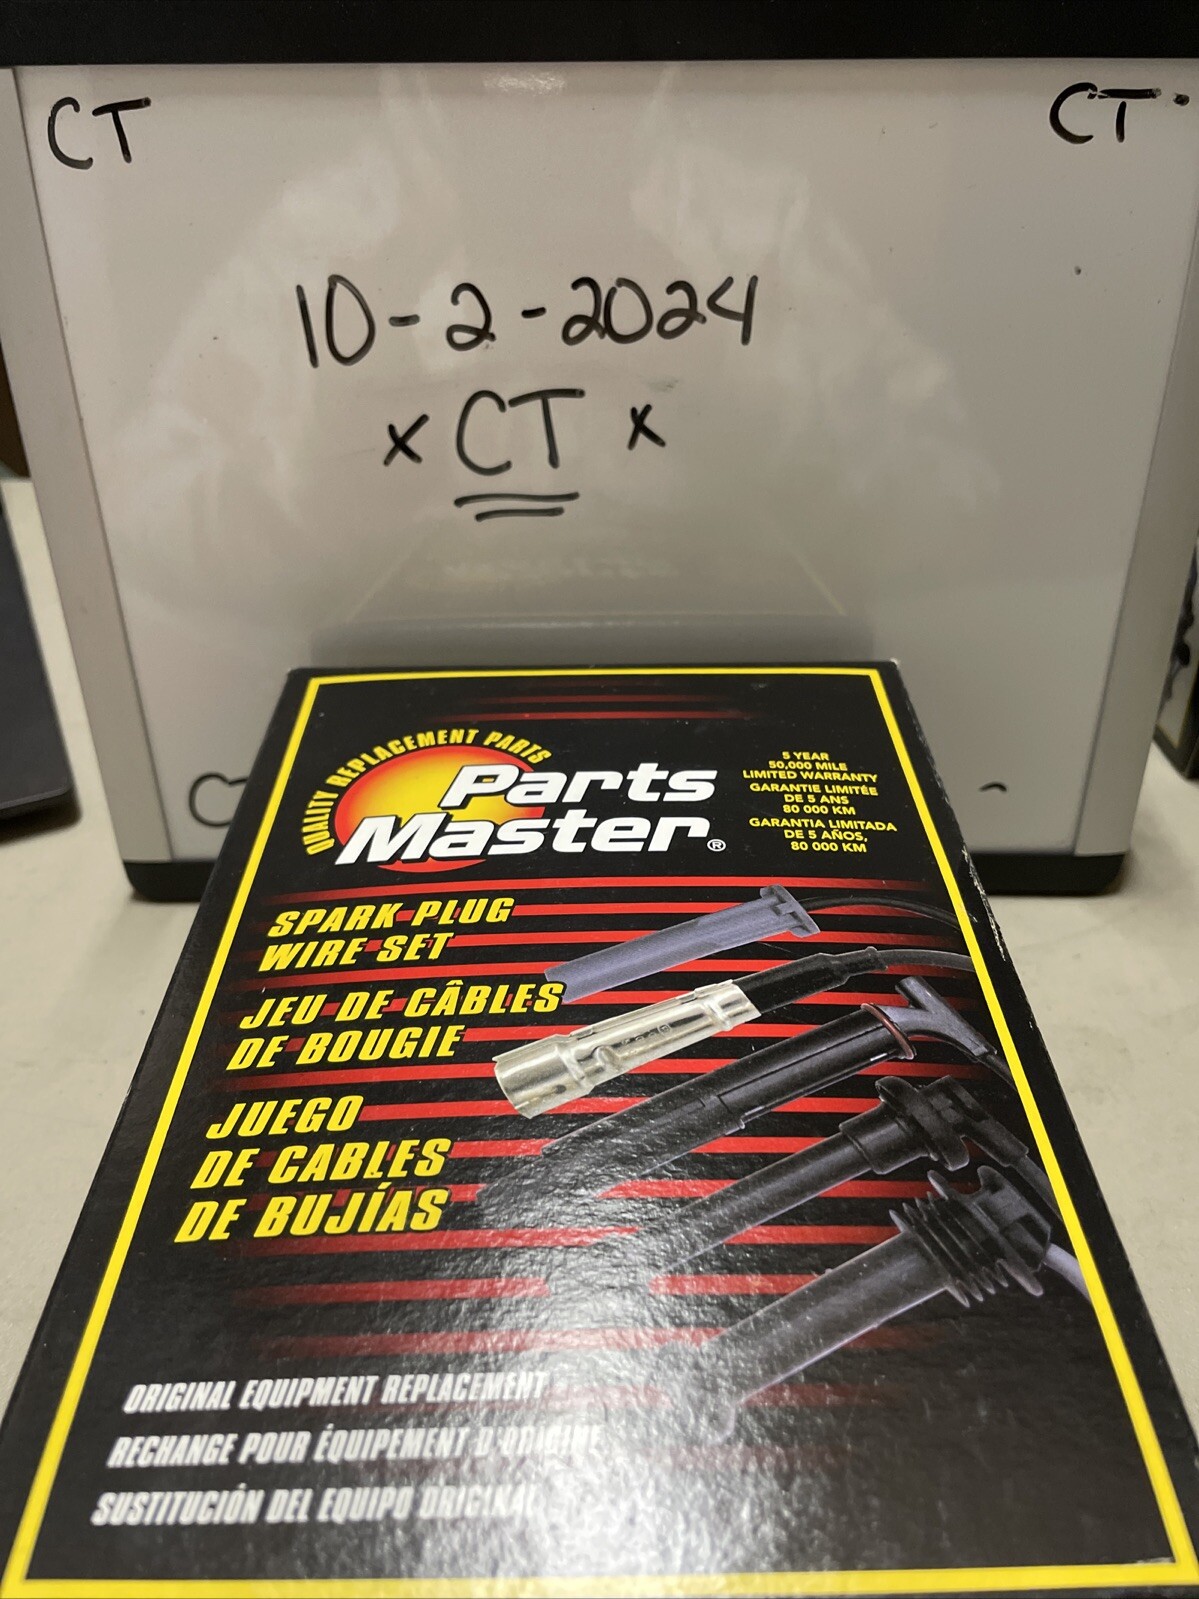 CT
CT
10-2-2024
x CT x
QUALITY REPLACEMENT PARTS
Parts
Master®
5 YEAR
50,000 MILE
LIMITED WARRANTY
GARANTIE LIMITÉE
DE 5 ANS
80 000 KM
GARANTIA LIMITADA
DE 5 AÑOS,
80 000 KM
SPARK PLUG
WIRE SET
JEU DE CÂBLES
DE BOUGIE
JUEGO
DE CABLES
DE BUJÍAS
ORIGINAL EQUIPMENT REPLACEMENT
RECHANGE POUR ÉQUIPEMENT D'ORIGINE
SUSTITUCIÓN DEL EQUIPO ORIGINAL